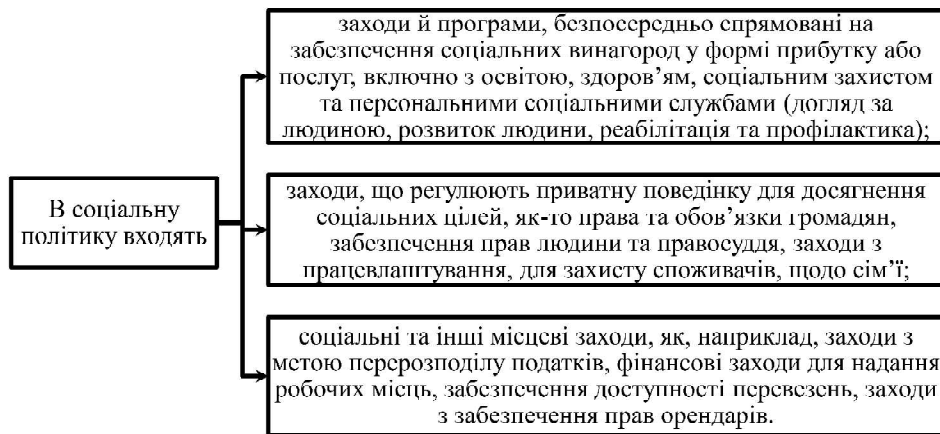 В соціальну
політику входять
заходи й програми, безпосередньо спрямовані на
забезпечення соціальних винагород у формі прибутку або
послуг, включно з освітою, здоров’ям, соціальним захистом
та персональними соціальними службами (догляд за
людиною, розвиток людини, реабілітація та профілактика);
заходи, що регулюють приватну поведінку для досягнення
соціальних цілей, як-то права та обов’язки громадян,
забезпечення прав людини та правосуддя, заходи з
працевлаштування, для захисту споживачів, щодо сім’ї;
соціальні та інші місцеві заходи, як, наприклад, заходи з
метою перерозподілу податків, фінансові заходи для надання
робочих місць, забезпечення доступності перевезень, заходи
з забезпечення прав орендарів.